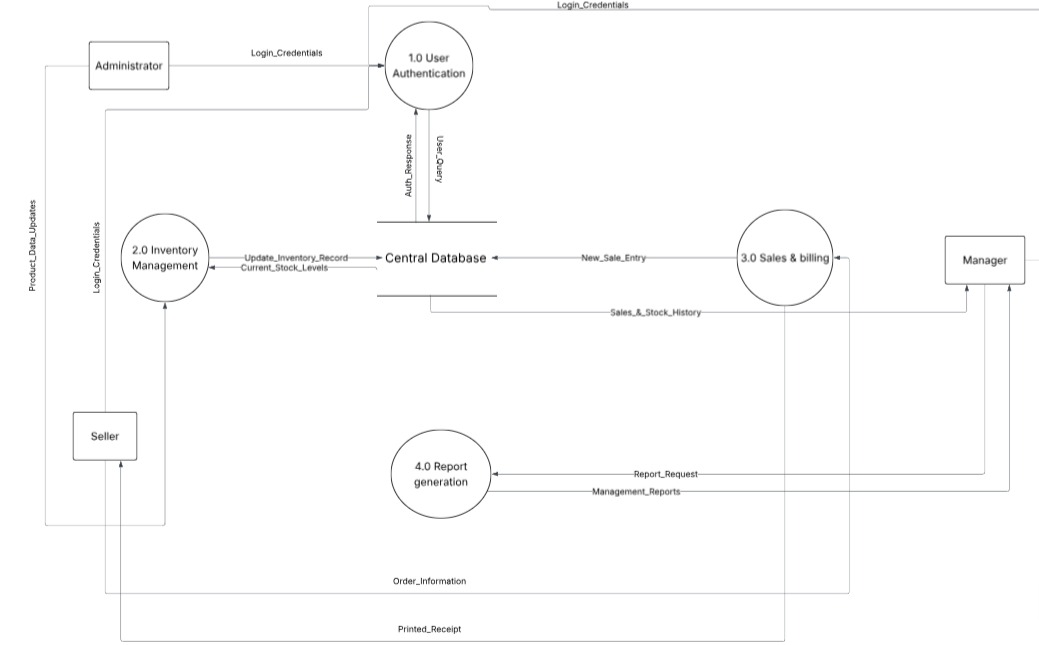 Login_Credentials
Login_Credentials
Administrator
1.0 User
Authentication
Auth_Response
User_Query
Product_Data_Updates
Login_Credentials
2.0 Inventory
Management
Update_Inventory_Record
Current_Stock_Levels
Central Database
New_Sale_Entry
3.0 Sales & billing
Manager
Sales_&_Stock_History
Seller
4.0 Report
generation
Report_Request
Management_Reports
Order_Information
Printed_Receipt